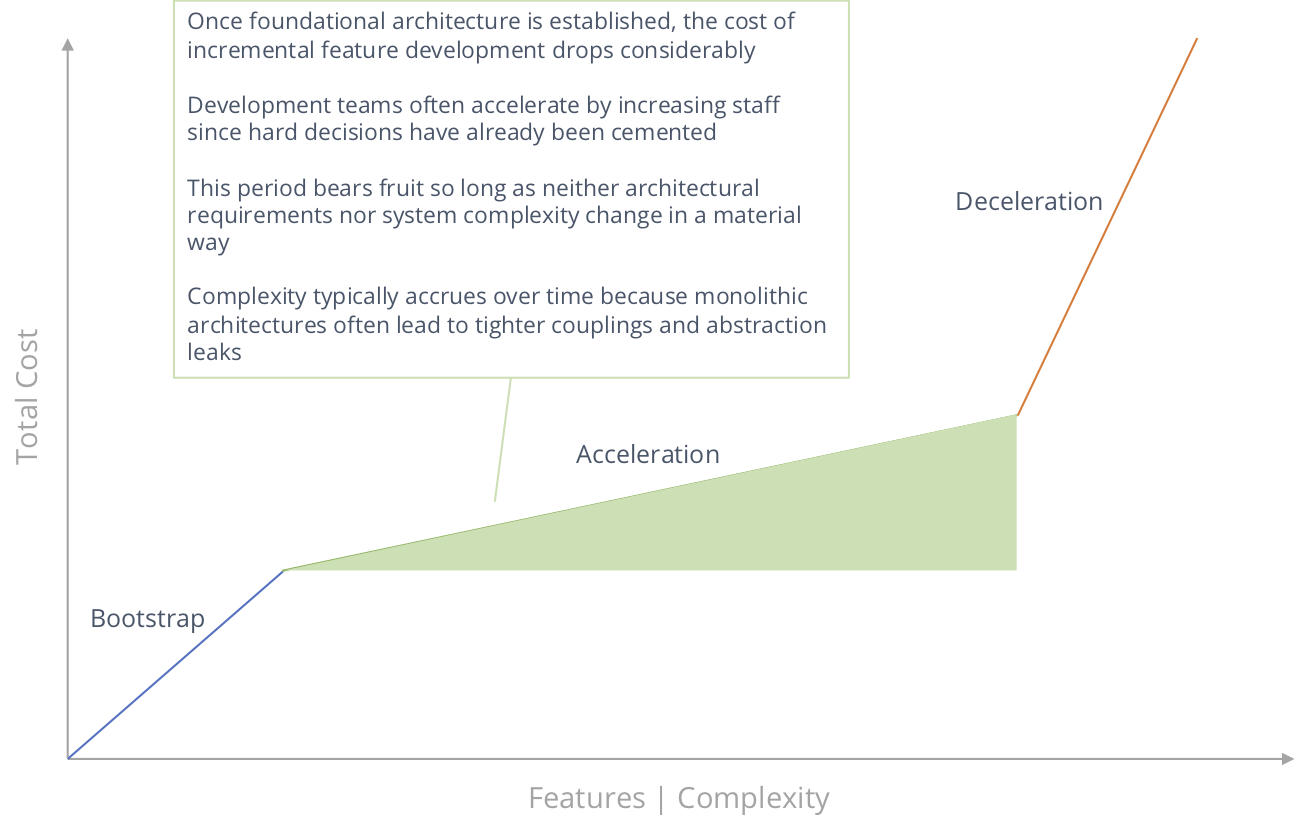 Once foundational architecture is established, the cost of
incremental feature development drops considerably
Development teams often accelerate by increasing staff
since hard decisions have already been cemented
This period bears fruit so long as neither architectural
requirements nor system complexity change in a material
way
Complexity typically accrues over time because monolithic
architectures often lead to tighter couplings and abstraction
leaks
Deceleration
Total Cost
Acceleration
Bootstrap
Features | Complexity